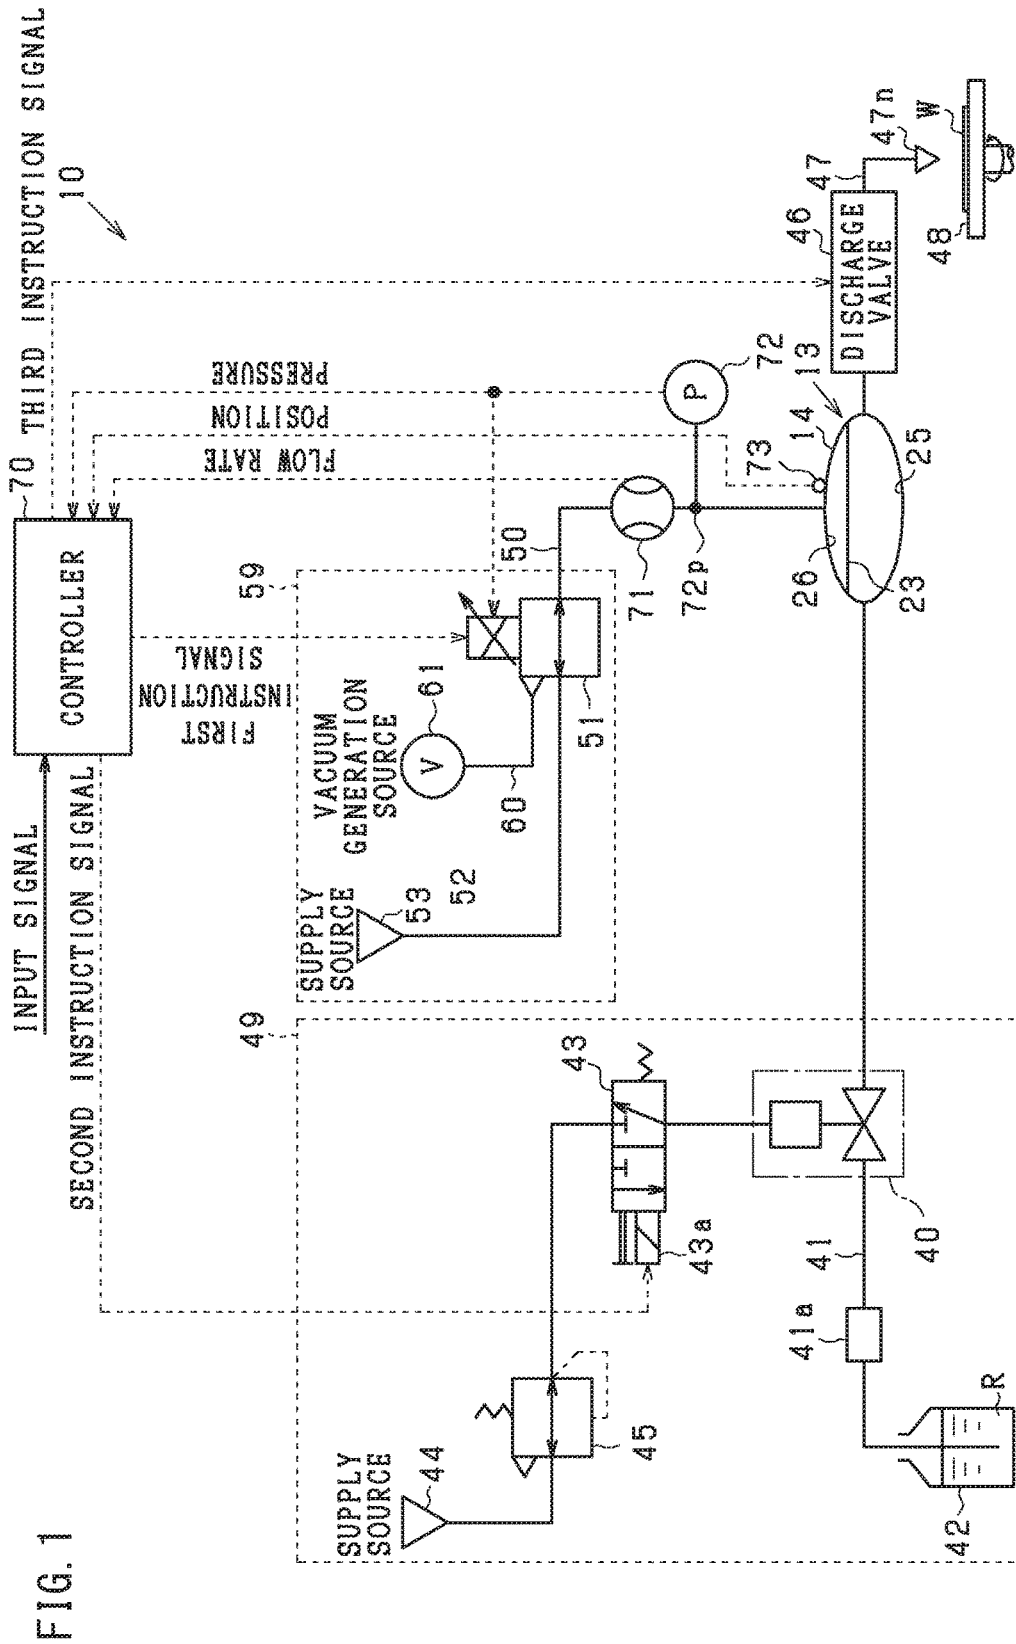 FIG. 1
INPUT SIGNAL
CONTROLLER
70
THIRD INSTRUCTION SIGNAL
10
SECOND INSTRUCTION SIGNAL
FIRST
INSTRUCTION
SIGNAL
PRESSURE
POSITION
FLOW RATE
59
VACUUM
GENERATION
SOURCE
V
61
60
SUPPLY
SOURCE
53
52
51
50
71
P
72
72p
73
14
13
26
23
25
46
DISCHARGE
VALVE
47
47n
W
48
49
43
43a
SUPPLY
SOURCE
44
45
40
41
41a
R
42